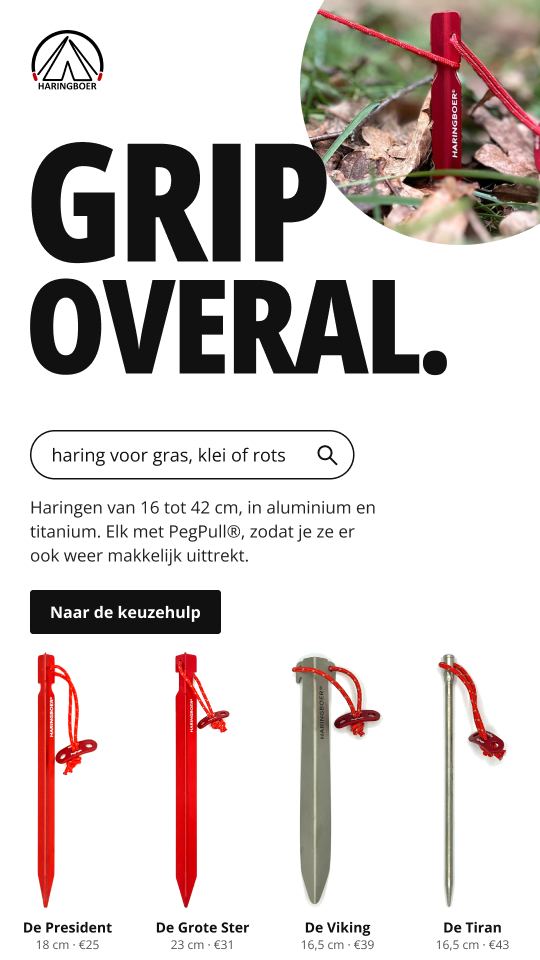 HARINGBOER
HARINGBOER®
GRIP
OVERAL.
haring voor gras, klei of rots
Haringen van 16 tot 42 cm, in aluminium en
titanium. Elk met PegPull®, zodat je ze er
ook weer makkelijk uittrekt.
Naar de keuzehulp
HARINGBOER®
HARINGBOER®
HARINGBOER®
De President
18 cm · €25
De Grote Ster
23 cm · €31
De Viking
16,5 cm · €39
De Tiran
16,5 cm · €43